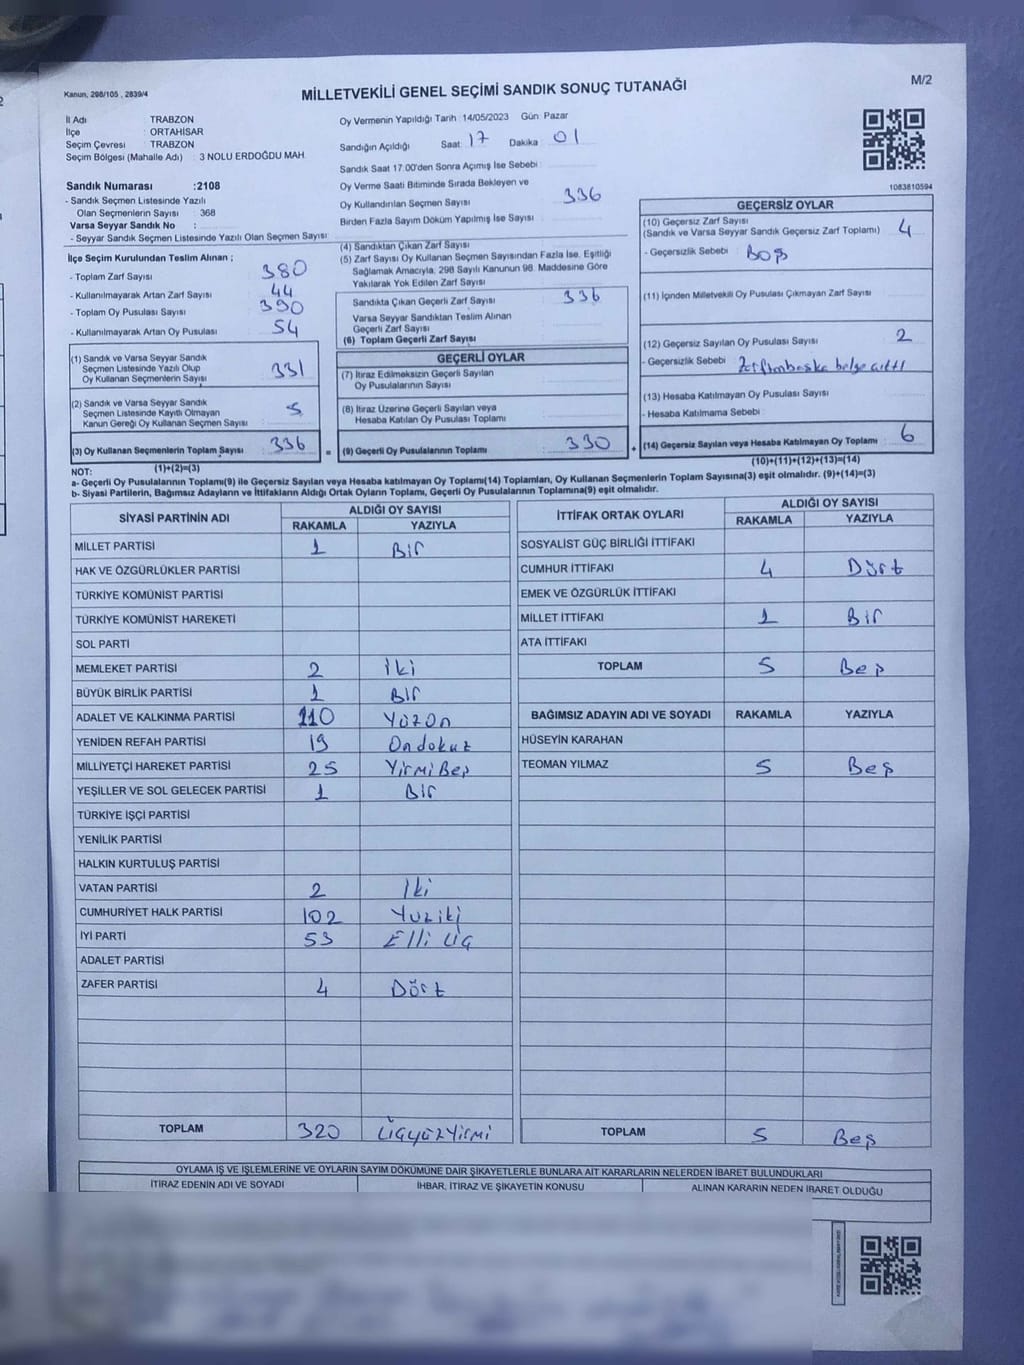 Kanun, 298/105 , 2839/4
MİLLETVEKİLİ GENEL SEÇİMİ SANDIK SONUÇ TUTANAĞI
M/2
İl Adı TRABZON
İlçe : ORTAHİSAR
Seçim Çevresi : TRABZON
Seçim Bölgesi (Mahalle Adı) : 3 NOLU ERDOĞDU MAH.
Sandık Numarası :2108
- Sandık Seçmen Listesinde Yazılı
Olan Seçmenlerin Sayısı : 368
Varsa Seyyar Sandık No :
- Seyyar Sandık Seçmen Listesinde Yazılı Olan Seçmen Sayısı:
Oy Vermenin Yapıldığı Tarih :14/05/2023 Gün :Pazar
Sandığın Açıldığı Saat: 17 Dakika: 01
Sandık Saat 17:00'den Sonra Açımış İse Sebebi :
Oy Verme Saati Bitiminde Sırada Bekleyen ve
Oy Kullandırılan Seçmen Sayısı : 336
Birden Fazla Sayım Döküm Yapılmış İse Sayısı :
1083810594
İlçe Seçim Kurulundan Teslim Alınan ;
- Toplam Zarf Sayısı : 380
- Kullanılmayarak Artan Zarf Sayısı : 44
- Toplam Oy Pusulası Sayısı : 390
- Kullanılmayarak Artan Oy Pusulası : 54
(1) Sandık ve Varsa Seyyar Sandık
Seçmen Listesinde Yazılı Olup
Oy Kullanan Seçmenlerin Sayısı : 331
(2) Sandık ve Varsa Seyyar Sandık
Seçmen Listesinde Kayıtlı Olmayan
Kanun Gereği Oy Kullanan Seçmen Sayısı : 5
(3) Oy Kullanan Seçmenlerin Toplam Sayısı : 336
(1)+(2)=(3)
(4) Sandıktan Çıkan Zarf Sayısı :
(5) Zarf Sayısı Oy Kullanan Seçmen Sayısından Fazla İse, Eşitliği
Sağlamak Amacıyla, 298 Sayılı Kanunun 98. Maddesine Göre
Yakılarak Yok Edilen Zarf Sayısı :
Sandıkta Çıkan Geçerli Zarf Sayısı : 336
Varsa Seyyar Sandıktan Teslim Alınan
Geçerli Zarf Sayısı :
(6) Toplam Geçerli Zarf Sayısı :
GEÇERLİ OYLAR
(7) İtiraz Edilmeksizin Geçerli Sayılan
Oy Pusulalarının Sayısı :
(8) İtiraz Üzerine Geçerli Sayılan veya
Hesaba Katılan Oy Pusulası Toplamı :
= (9) Geçerli Oy Pusulalarının Toplamı : 330
GEÇERSİZ OYLAR
(10) Geçersiz Zarf Sayısı
(Sandık ve Varsa Seyyar Sandık Geçersiz Zarf Toplamı) : 4
- Geçersizlik Sebebi : BOŞ
(11) İçinden Milletvekili Oy Pusulası Çıkmayan Zarf Sayısı :
(12) Geçersiz Sayılan Oy Pusulası Sayısı : 2
- Geçersizlik Sebebi :
(13) Hesaba Katılmayan Oy Pusulası Sayısı :
- Hesaba Katılmama Sebebi :
+ (14) Geçersiz Sayılan veya Hesaba Katılmayan Oy Toplamı : 6
(10)+(11)+(12)+(13)=(14)
NOT:
a- Geçerli Oy Pusulalarının Toplamı(9) ile Geçersiz Sayılan veya Hesaba katılmayan Oy Toplamı(14) Toplamları, Oy Kullanan Seçmenlerin Toplam Sayısına(3) eşit olmalıdır. (9)+(14)=(3)
b- Siyasi Partilerin, Bağımsız Adayların ve İttifakların Aldığı Ortak Oyların Toplamı, Geçerli Oy Pusulalarının Toplamına(9) eşit olmalıdır.
SİYASİ PARTİNİN ADI ALDIĞI OY SAYISI
RAKAMLA YAZIYLA
MİLLET PARTİSİ 1 Bir
HAK VE ÖZGÜRLÜKLER PARTİSİ
TÜRKİYE KOMÜNİST PARTİSİ
TÜRKİYE KOMÜNİST HAREKETİ
SOL PARTİ
MEMLEKET PARTİSİ 2 İki
BÜYÜK BİRLİK PARTİSİ 1 Bir
ADALET VE KALKINMA PARTİSİ 110 Yüzon
YENİDEN REFAH PARTİSİ 19 Ondokuz
MİLLİYETÇİ HAREKET PARTİSİ 25 YirmiBeş
YEŞİLLER VE SOL GELECEK PARTİSİ 1 Bir
TÜRKİYE İŞÇİ PARTİSİ
YENİLİK PARTİSİ
HALKIN KURTULUŞ PARTİSİ
VATAN PARTİSİ 2 İki
CUMHURİYET HALK PARTİSİ 102 Yüziki
İYİ PARTİ 53 Elli üç
ADALET PARTİSİ
ZAFER PARTİSİ 4 Dört
TOPLAM 320 üçyüzyirmi
İTTİFAK ORTAK OYLARI ALDIĞI OY SAYISI
RAKAMLA YAZIYLA
SOSYALİST GÜÇ BİRLİĞİ İTTİFAKI
CUMHUR İTTİFAKI 4 Dört
EMEK VE ÖZGÜRLÜK İTTİFAKI
MİLLET İTTİFAKI 1 Bir
ATA İTTİFAKI
TOPLAM 5 Beş
BAĞIMSIZ ADAYIN ADI VE SOYADI RAKAMLA YAZIYLA
HÜSEYİN KARAHAN
TEOMAN YILMAZ 5 Beş
TOPLAM 5 Beş
OYLAMA İŞ VE İŞLEMLERİNE VE OYLARIN SAYIM DÖKÜMÜNE DAİR ŞİKAYETLERLE BUNLARA AİT KARARLARIN NELERDEN İBARET BULUNDUKLARI
İTİRAZ EDENİN ADI VE SOYADI İHBAR, İTİRAZ VE ŞİKAYETİN KONUSU ALINAN KARARIN NEDEN İBARET OLDUĞU